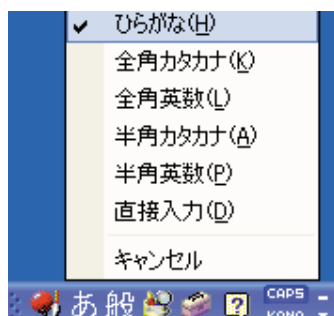 ひらがな(H)
全角カタカナ(K)
全角英数(L)
半角カタカナ(A)
半角英数(P)
直接入力(D)
キャンセル
あ 般 ? CAPS
KANA